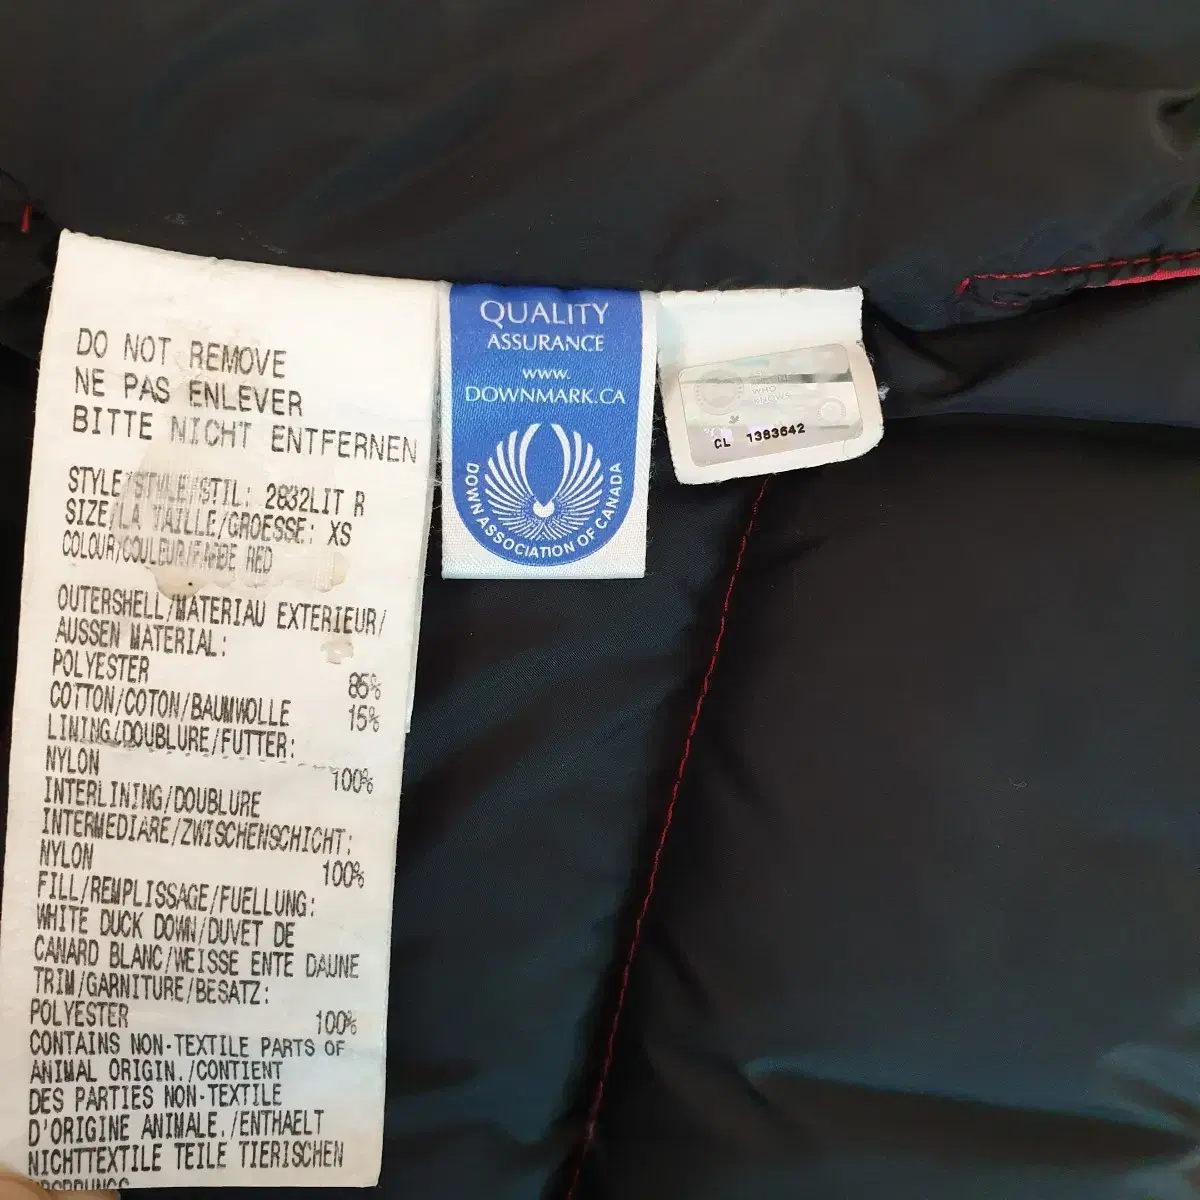 DO NOT REMOVE
NE PAS ENLEVER
BITTE NICHT ENTFERNEN
STYLE/STYLE/STIL: 2832LIT R
SIZE/LA TAILLE/GROESSE: XS
COLOUR/COULEUR/FARBE RED
OUTERSHELL/MATERIAU EXTERIEUR/
AUSSEN MATERIAL:
POLYESTER 85%
COTTON/COTON/BAUMWOLLE 15%
LINING/DOUBLURE/FUTTER:
NYLON 100%
INTERLINING/DOUBLURE
INTERMEDIARE/ZWISCHENSCHICHT:
NYLON 100%
FILL/REMPLISSAGE/FUELLUNG:
WHITE DUCK DOWN/DUVET DE
CANARD BLANC/WEISSE ENTE DAUNE
TRIM/GARNITURE/BESATZ:
POLYESTER 100%
CONTAINS NON-TEXTILE PARTS OF
ANIMAL ORIGIN./CONTIENT
DES PARTIES NON-TEXTILE
D'ORIGINE ANIMALE./ENTHAELT
NICHTTEXTILE TEILE TIERISCHEN
QUALITY
ASSURANCE
www.
DOWNMARK.CA
DOWN ASSOCIATION OF CANADA
WHO
KNOWS
CL 1383642